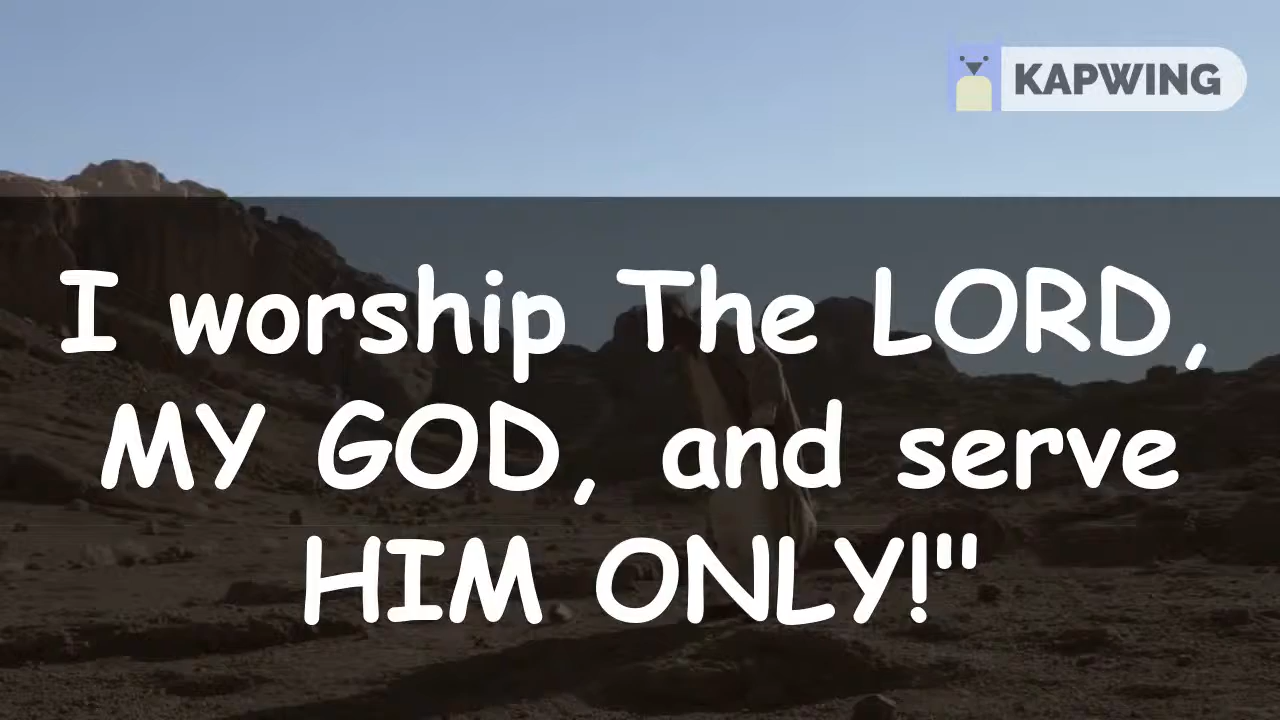 KAPWING
I worship The LORD,
MY GOD, and serve
HIM ONLY!"